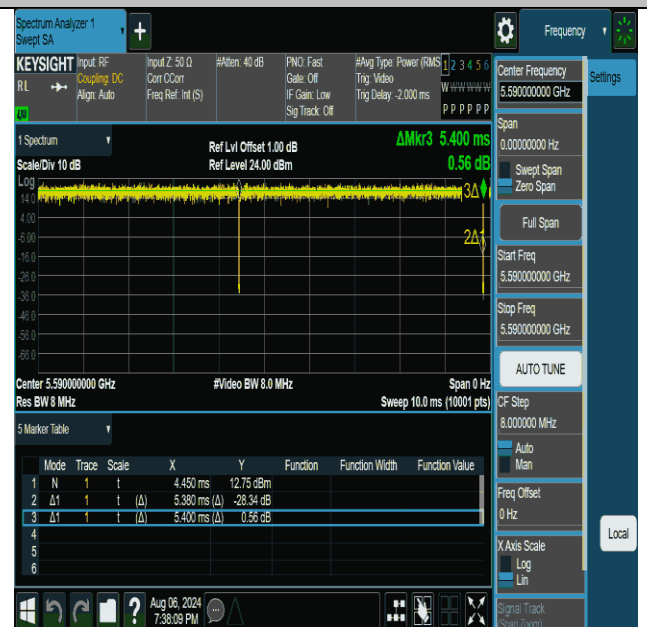 Spectrum Analyzer 1
Swept SA
+
Frequency
KEYSIGHT
RL
Input: RF
Coupling: DC
Align: Auto
Input Z: 50 Ω
Corr CCorr
Freq Ref: Int (S)
#Atten: 40 dB
PNO: Fast
Gate: Off
IF Gain: Low
Sig Track: Off
#Avg Type: Power (RMS
Trig: Video
Trig Delay: -2.000 ms
1 2 3 4 5 6
W W W W W W
P P P P P P
Center Frequency
5.590000000 GHz
Settings
Span
0.00000000 Hz
Swept Span
Zero Span
Full Span
Start Freq
5.590000000 GHz
Stop Freq
5.590000000 GHz
AUTO TUNE
CF Step
8.000000 MHz
Auto
Man
Freq Offset
0 Hz
X Axis Scale
Log
Lin
Signal Track
(Span Zoom)
Local
1 Spectrum
Scale/Div 10 dB
Ref Lvl Offset 1.00 dB
Ref Level 24.00 dBm
ΔMkr3 5.400 ms
0.56 dB
Log
14.0
4.00
-6.00
-16.0
-26.0
-36.0
-46.0
-56.0
-66.0
3Δ1
2Δ1
Center 5.590000000 GHz
#Video BW 8.0 MHz
Span 0 Hz
Res BW 8 MHz
Sweep 10.0 ms (10001 pts)
5 Marker Table
Mode Trace Scale X Y Function Function Width Function Value
1 N 1 t 4.450 ms 12.75 dBm
2 Δ1 1 t (Δ) 5.380 ms (Δ) -28.34 dB
3 Δ1 1 t (Δ) 5.400 ms (Δ) 0.56 dB
4
5
6
?
Aug 06, 2024
7:38:09 PM